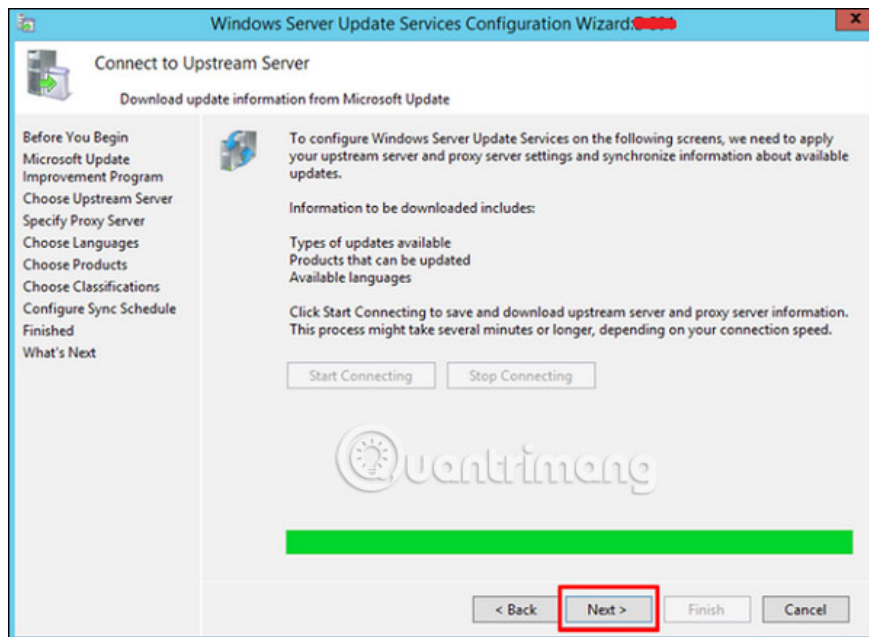 Windows Server Update Services Configuration Wizard:
x
Connect to Upstream Server
Download update information from Microsoft Update
Before You Begin
Microsoft Update
Improvement Program
Choose Upstream Server
Specify Proxy Server
Choose Languages
Choose Products
Choose Classifications
Configure Sync Schedule
Finished
What's Next
To configure Windows Server Update Services on the following screens, we need to apply
your upstream server and proxy server settings and synchronize information about available
updates.
Information to be downloaded includes:
Types of updates available
Products that can be updated
Available languages
Click Start Connecting to save and download upstream server and proxy server information.
This process might take several minutes or longer, depending on your connection speed.
Start Connecting
Stop Connecting
Quantrimang
< Back
Next >
Finish
Cancel